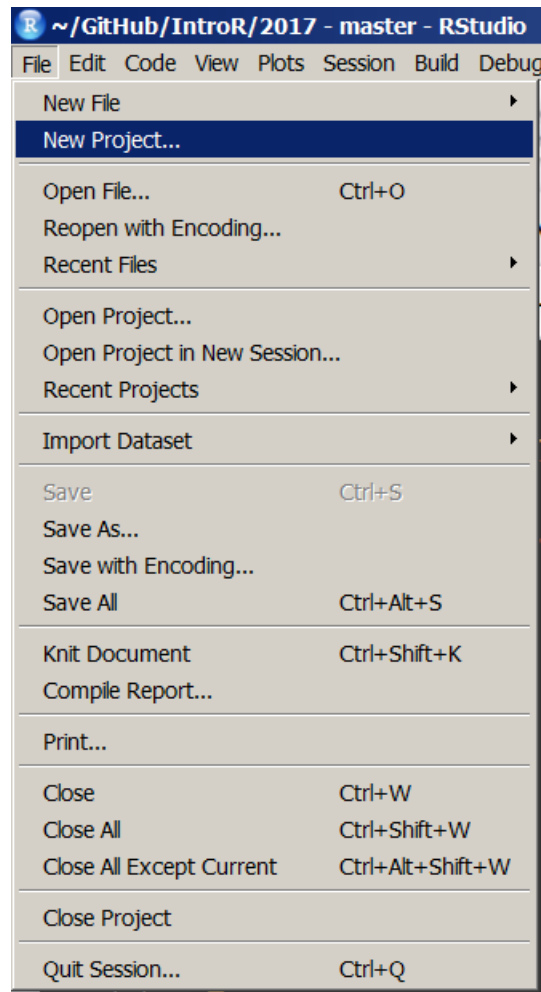 R ~/GitHub/IntroR/2017 - master - RStudio
File Edit Code View Plots Session Build Debug
New File
New Project...
Open File... Ctrl+O
Reopen with Encoding...
Recent Files
Open Project...
Open Project in New Session...
Recent Projects
Import Dataset
Save Ctrl+S
Save As...
Save with Encoding...
Save All Ctrl+Alt+S
Knit Document Ctrl+Shift+K
Compile Report...
Print...
Close Ctrl+W
Close All Ctrl+Shift+W
Close All Except Current Ctrl+Alt+Shift+W
Close Project
Quit Session... Ctrl+Q